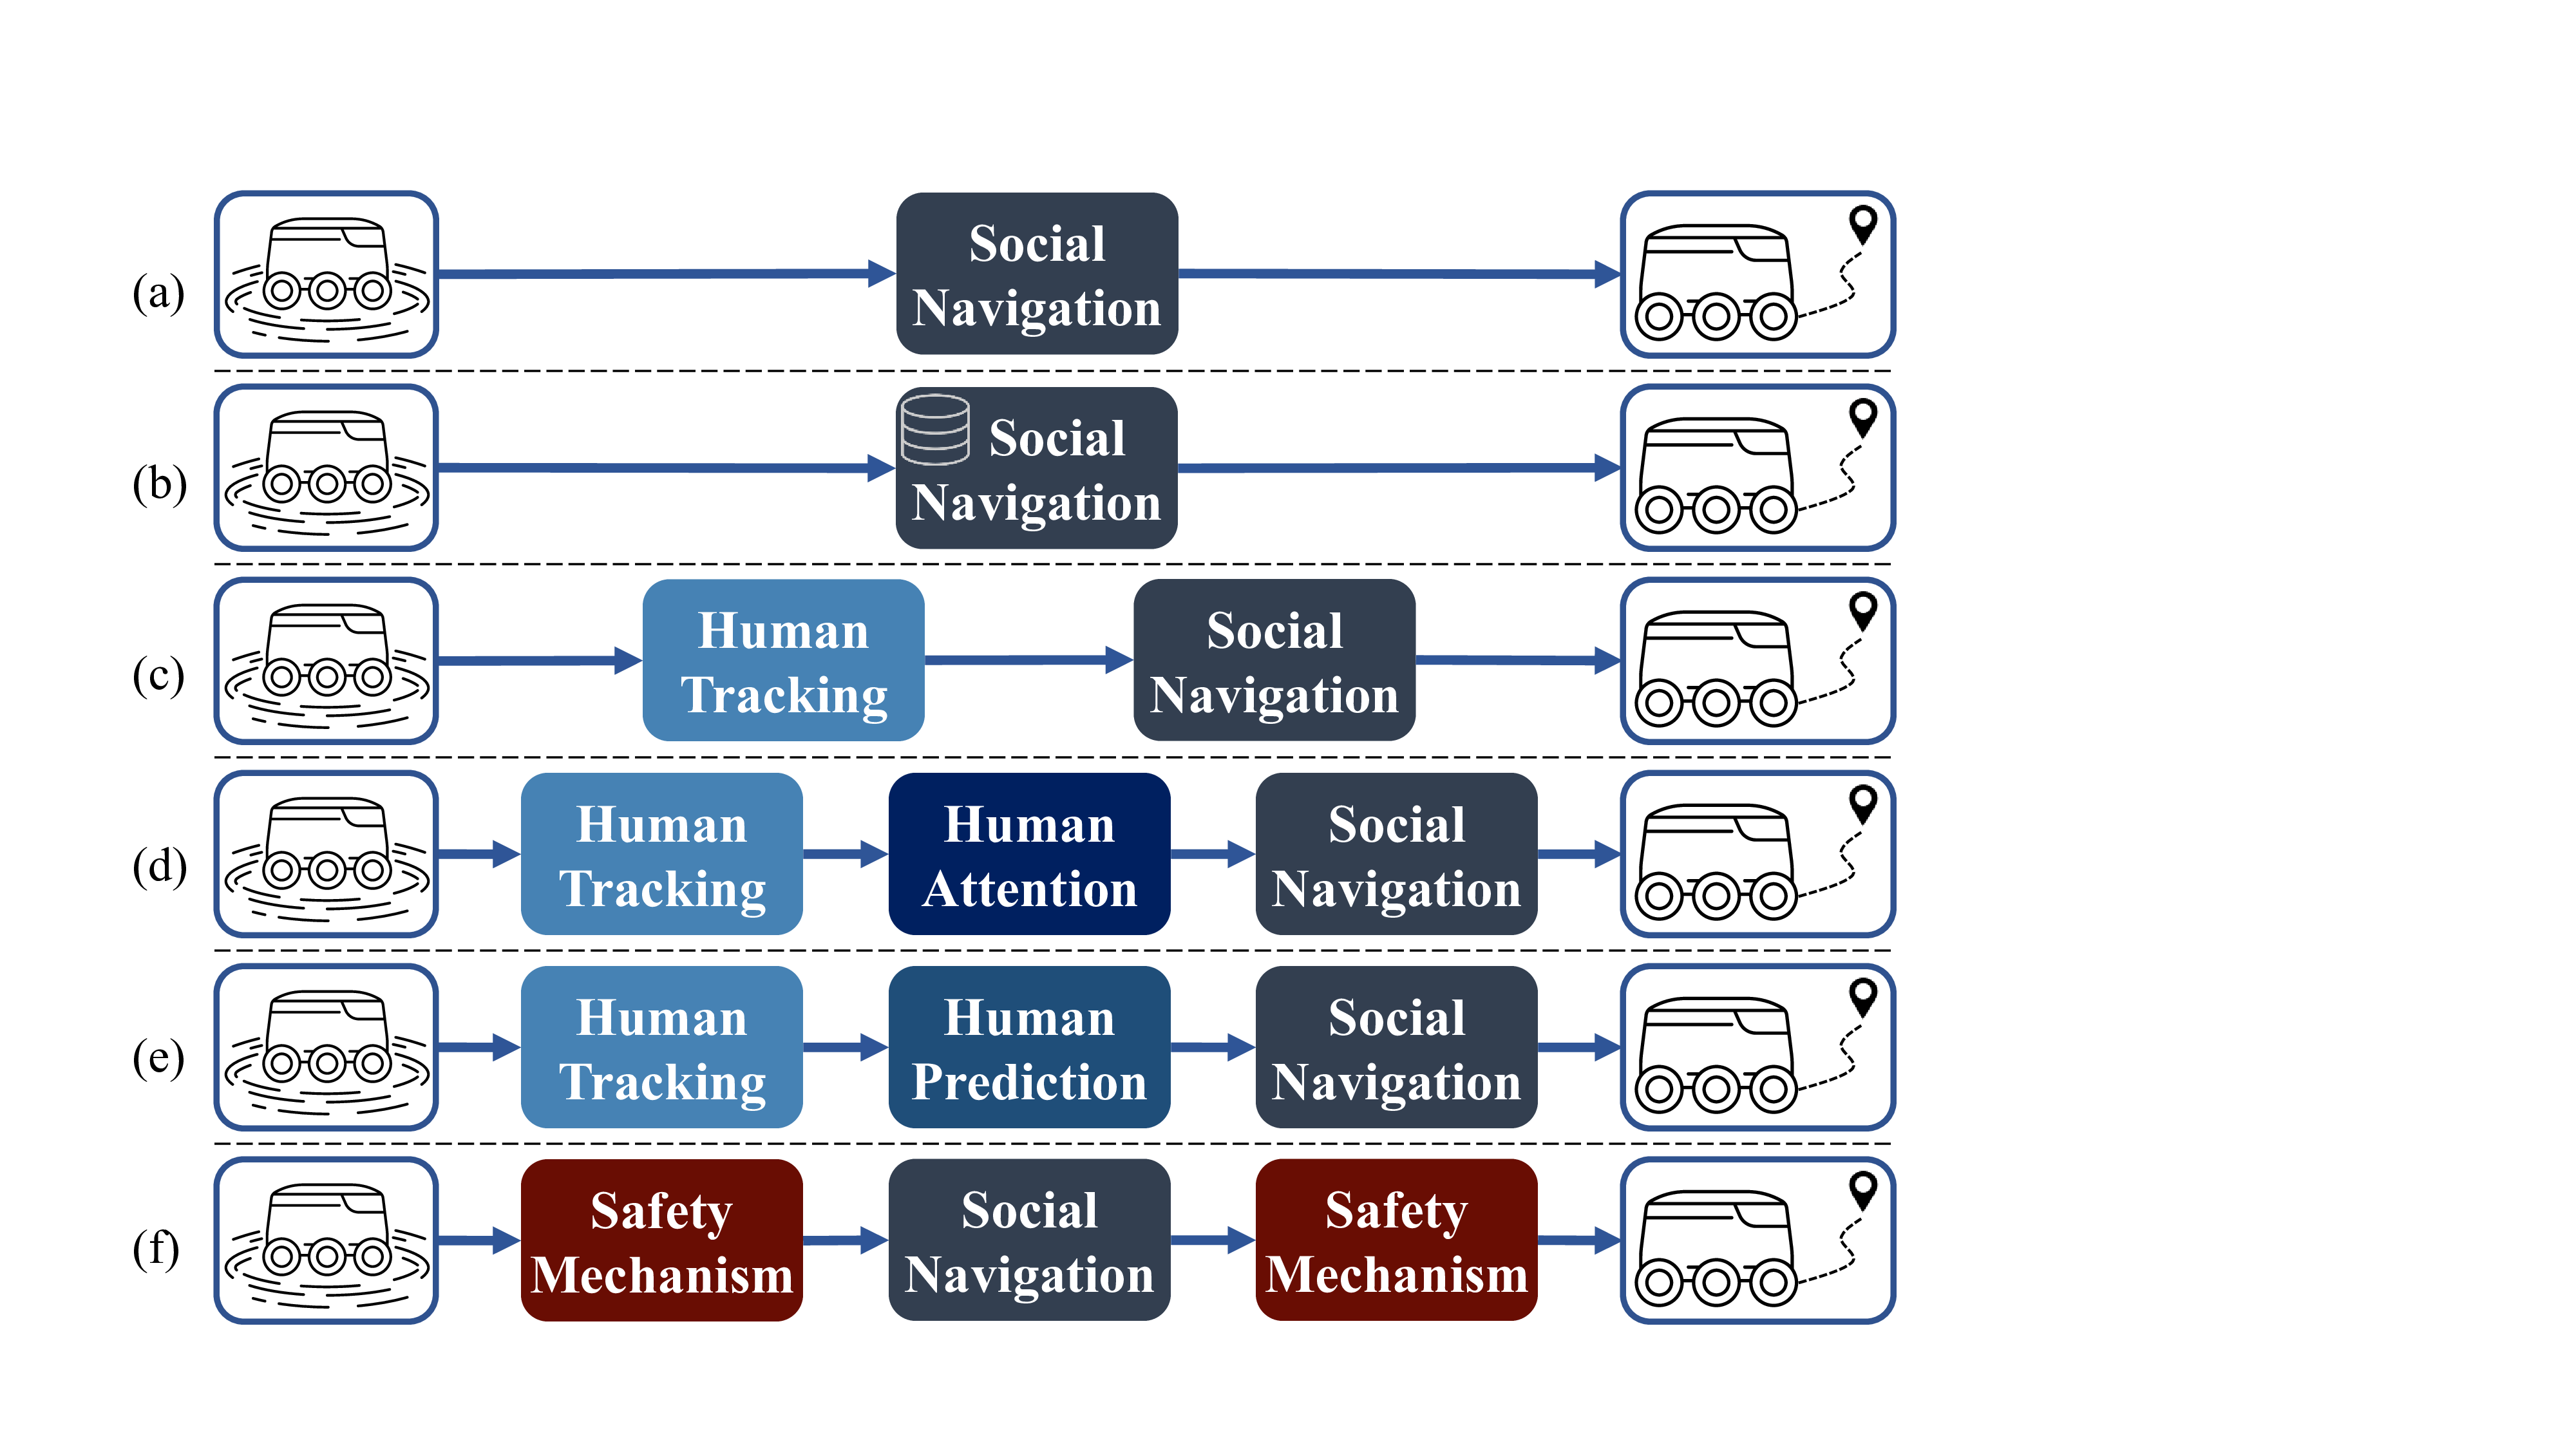 (a)
Social
Navigation
(b)
Social
Navigation
(c)
Human
Tracking
Social
Navigation
(d)
Human
Tracking
Human
Attention
Social
Navigation
(e)
Human
Tracking
Human
Prediction
Social
Navigation
(f)
Safety
Mechanism
Social
Navigation
Safety
Mechanism